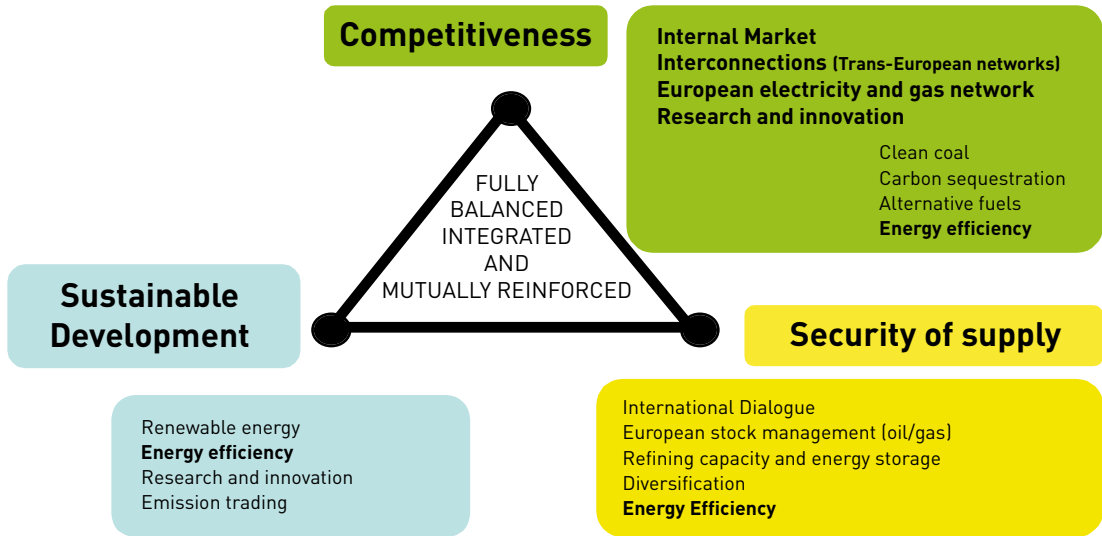 Competitiveness
Internal Market
Interconnections (Trans-European networks)
European electricity and gas network
Research and innovation
Clean coal
Carbon sequestration
Alternative fuels
Energy efficiency
FULLY
BALANCED
INTEGRATED
AND
MUTUALLY REINFORCED
Sustainable
Development
Security of supply
Renewable energy
Energy efficiency
Research and innovation
Emission trading
International Dialogue
European stock management (oil/gas)
Refining capacity and energy storage
Diversification
Energy Efficiency